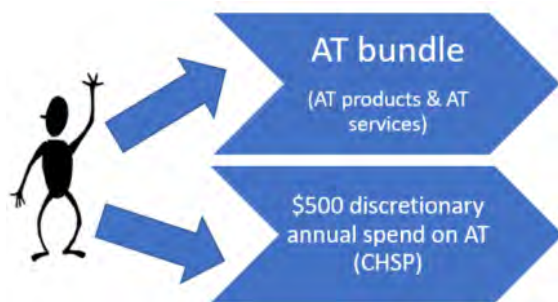 AT bundle
(AT products & AT
services)
$500 discretionary
annual spend on AT
(CHSP)